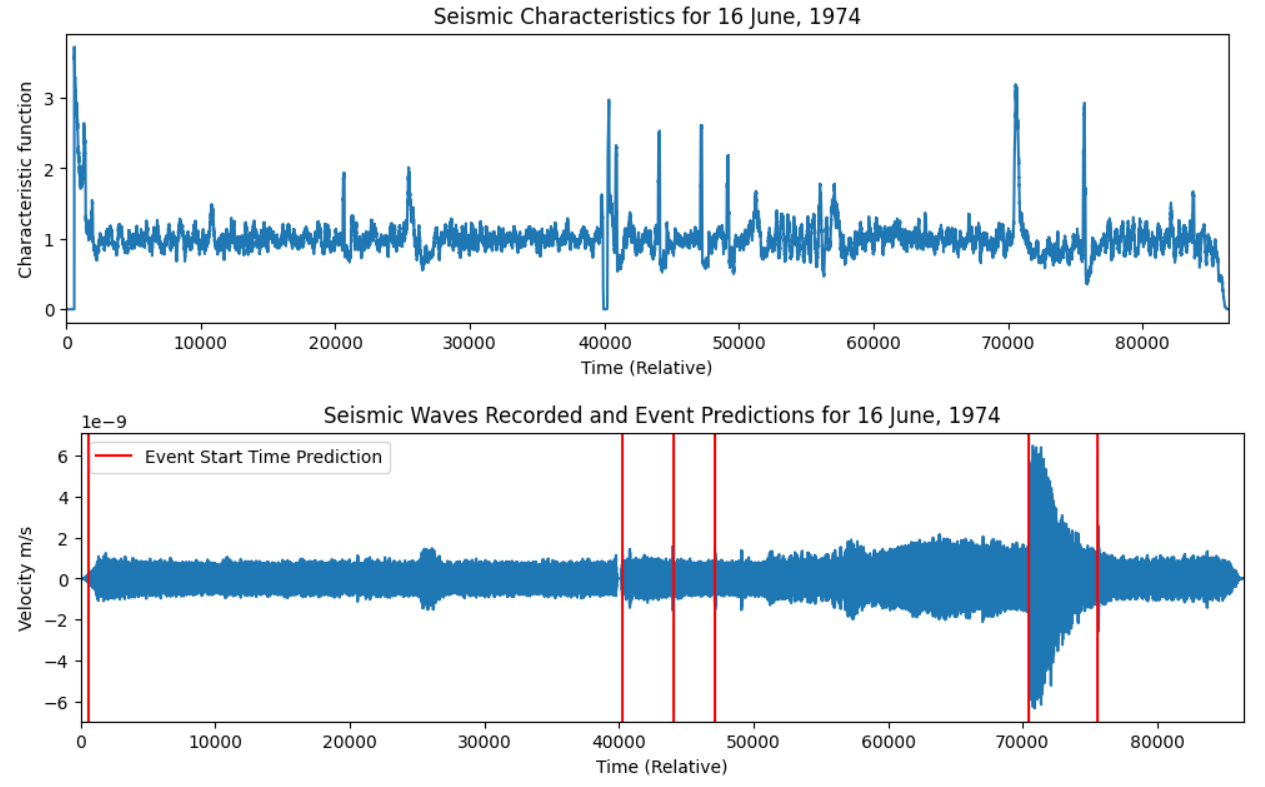 Seismic Characteristics for 16 June, 1974
Characteristic function
3
2
1
0
0 10000 20000 30000 40000 50000 60000 70000 80000
Time (Relative)
Seismic Waves Recorded and Event Predictions for 16 June, 1974
1e−9
Event Start Time Prediction
Velocity m/s
6
4
2
0
−2
−4
−6
0 10000 20000 30000 40000 50000 60000 70000 80000
Time (Relative)